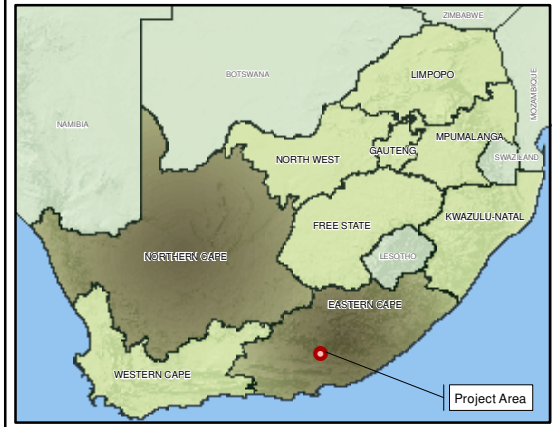 ZIMBABWE
BOTSWANA
LIMPOPO
MOZAMBIQUE
NAMIBIA
MPUMALANGA
GAUTENG
NORTH WEST
SWAZILAND
KWAZULU-NATAL
FREE STATE
NORTHERN CAPE
LESOTHO
EASTERN CAPE
WESTERN CAPE
Project Area